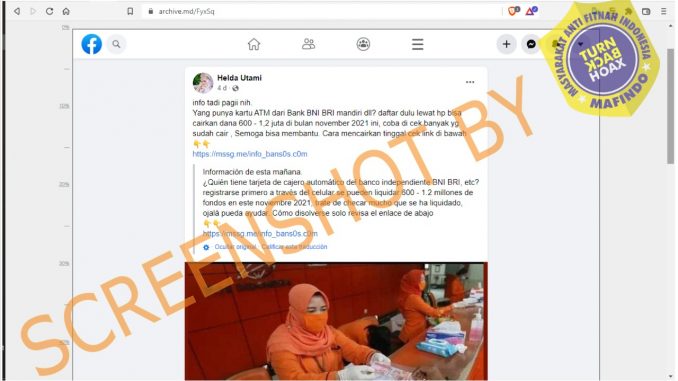 archive.md/FyxSq
MASYARAKAT ANTI FITNAH INDONESIA
TURN
BACK
HOAX
MAFINDO
Helda Utami
4 d
info tadi pagii nih.
Yang punya kartu ATM dari Bank BNI BRI mandiri dll? daftar dulu lewat hp bisa
cairkan dana 600 - 1,2 juta di bulan november 2021 ini, coba di cek banyak yg
sudah cair , Semoga bisa membantu. Cara mencairkan tinggal cek link di bawah
👇👇
https://mssg.me/info_bans0s.c0m
Información de esta mañana.
¿Quién tiene tarjeta de cajero automático del banco independiente BNI BRI, etc?
registrarse primero a través del celular se pueden liquidar 600 - 1.2 millones de
fondos en este noviembre 2021, trate de checar mucho que se ha liquidado,
ojalá pueda ayudar. Cómo disolverse solo revisa el enlace de abajo
👇👇
https://mssg.me/info_bans0s.c0m
Ocultar original · Calificar esta traducción
SCREENSHOT BY